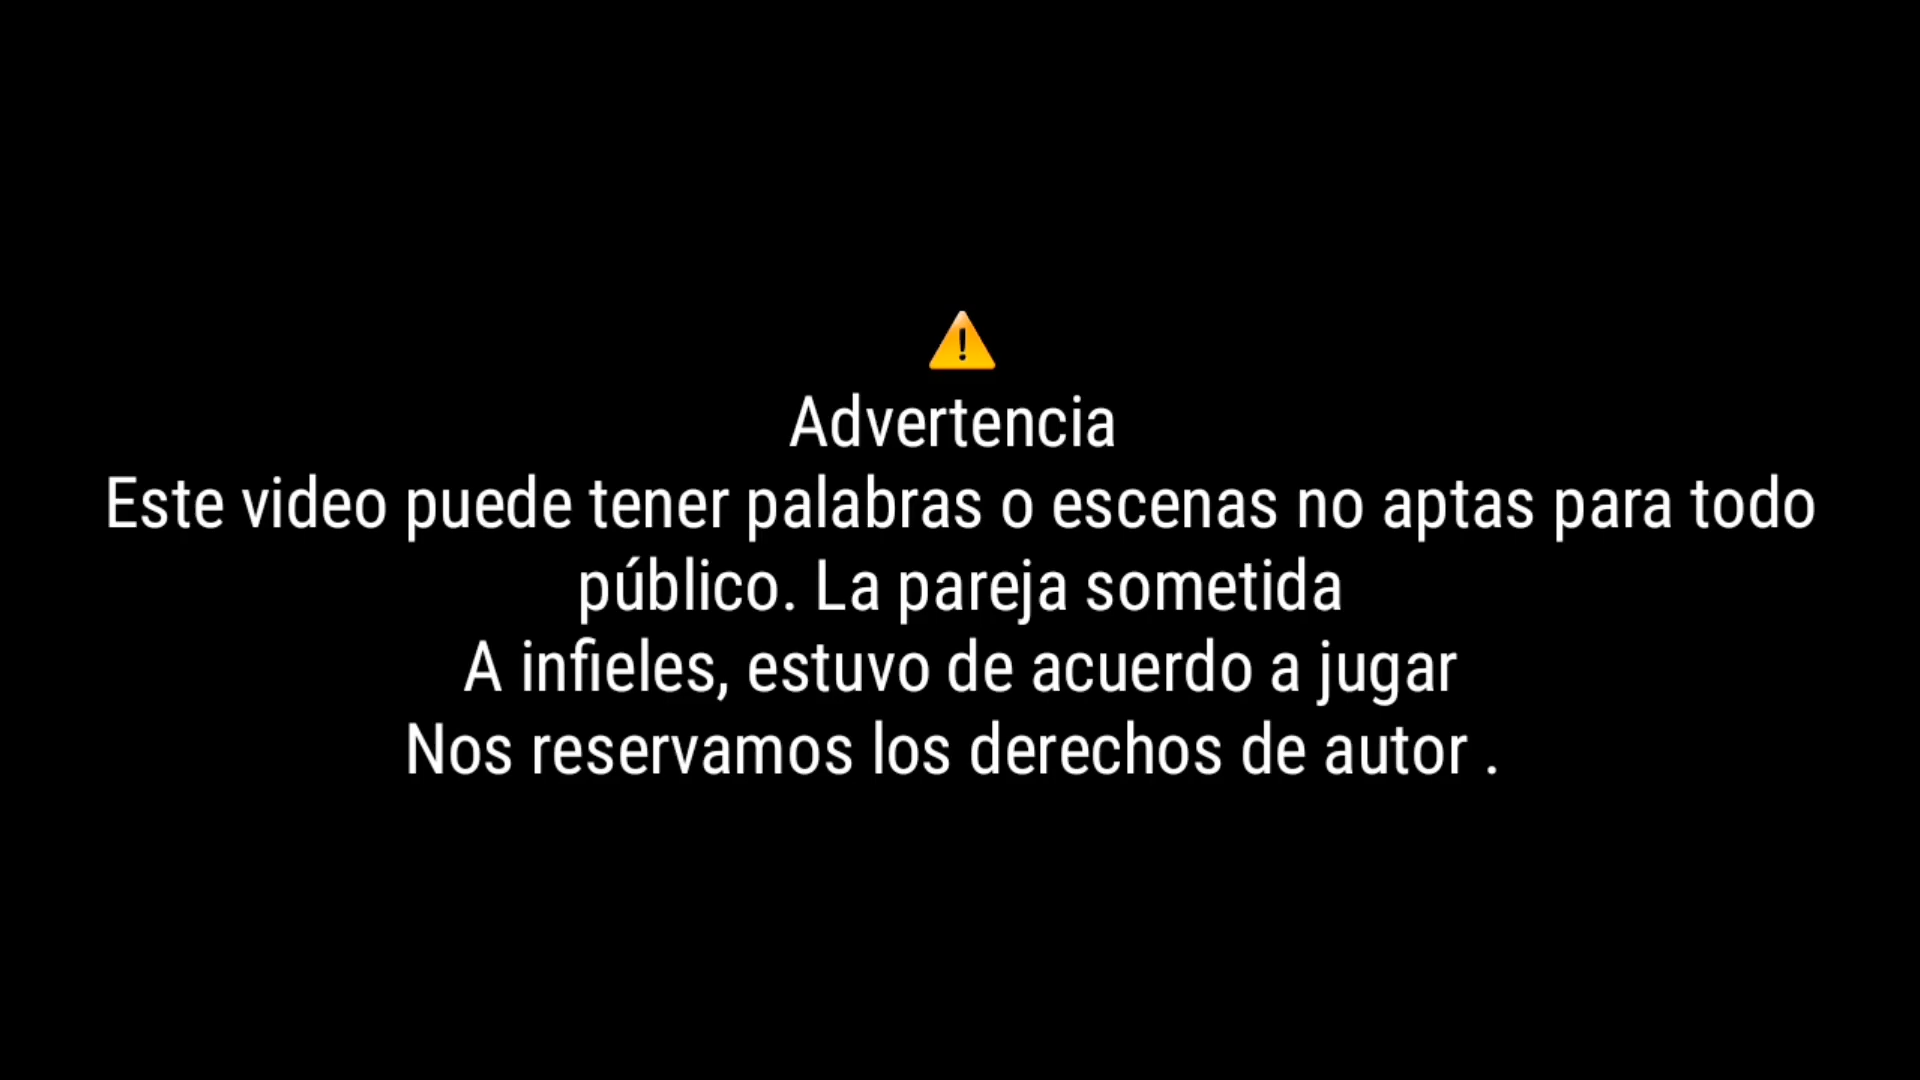 ⚠️
Advertencia
Este video puede tener palabras o escenas no aptas para todo
público. La pareja sometida
A infieles, estuvo de acuerdo a jugar
Nos reservamos los derechos de autor .